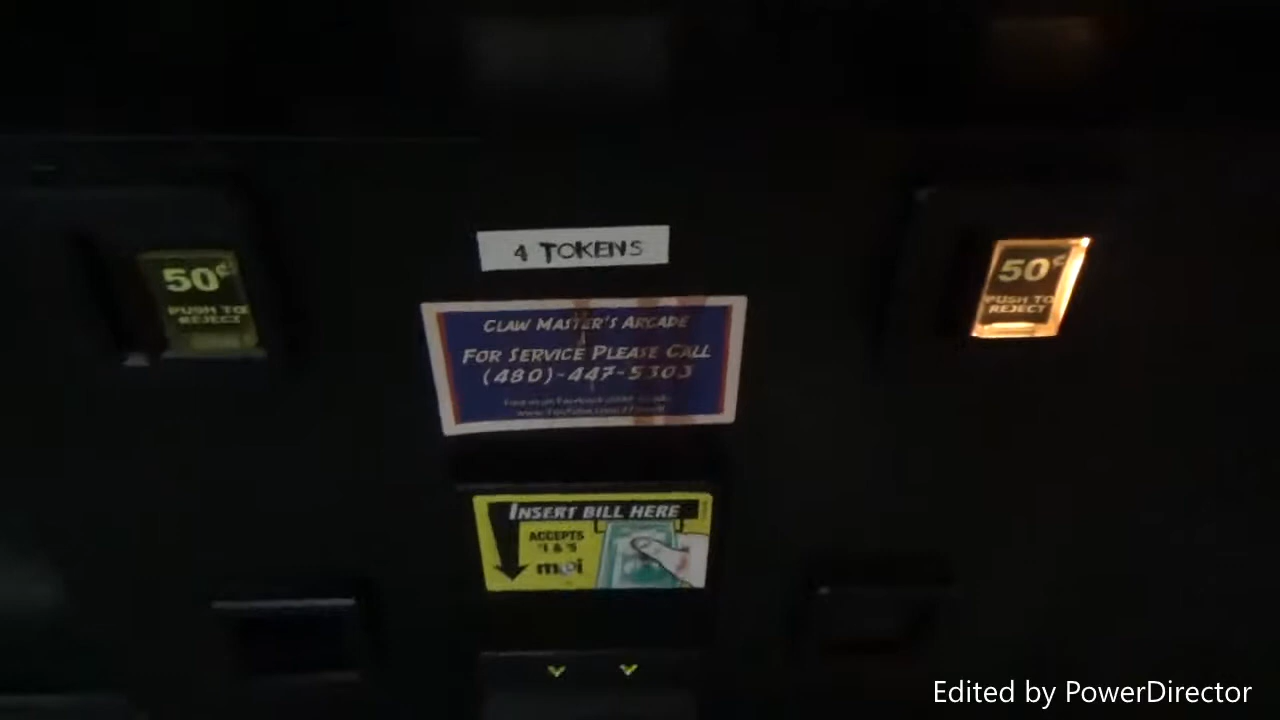 4 TOKENS
50¢
PUSH TO
REJECT
50¢
PUSH TO
REJECT
CLAW MASTER'S ARCADE
FOR SERVICE PLEASE CALL
(480)-447-5303
INSERT BILL HERE
ACCEPTS
$1 & $5
mei
Edited by PowerDirector